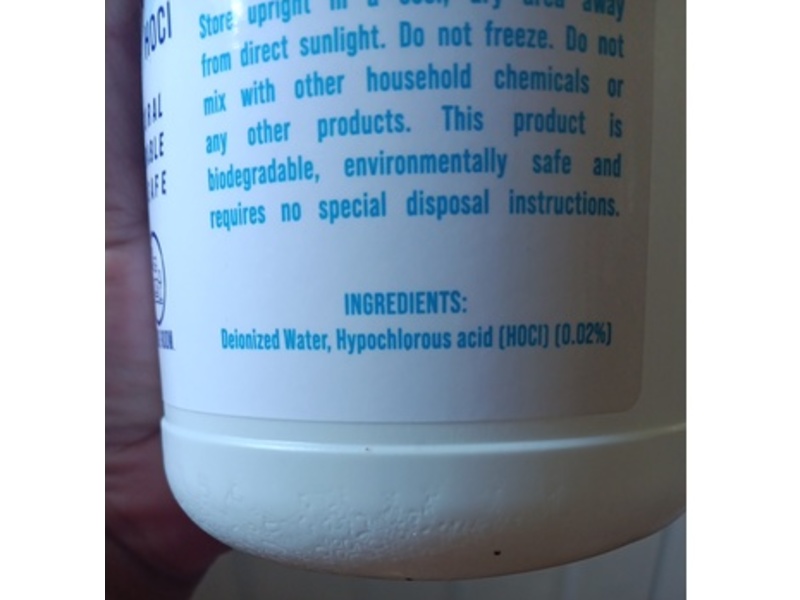 HOCl
Store upright in a cool, dry area away
from direct sunlight. Do not freeze. Do not
mix with other household chemicals or
any other products. This product is
biodegradable, environmentally safe and
requires no special disposal instructions.
INGREDIENTS:
Deionized Water, Hypochlorous acid (HOCl) (0.02%)